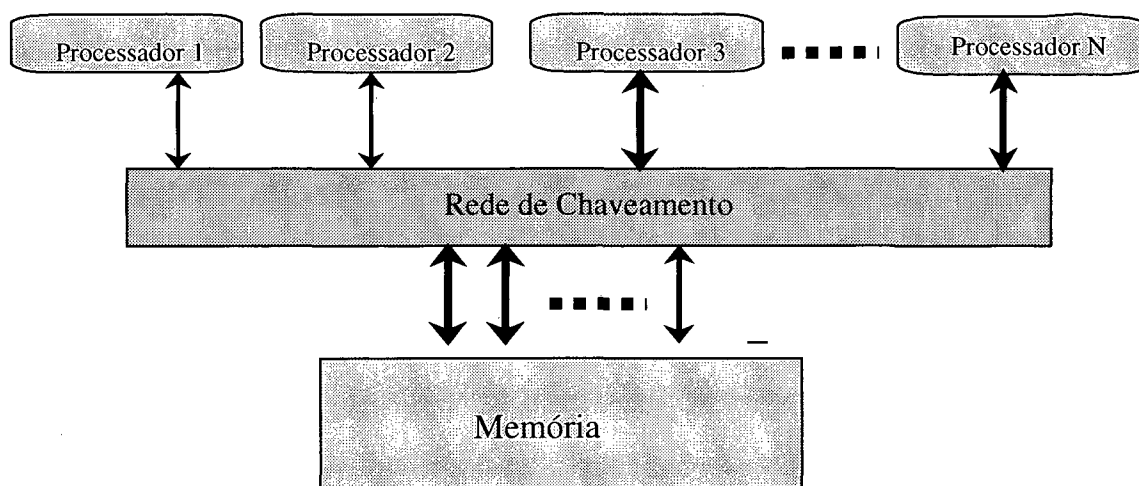 Processador 1
Processador 2
Processador 3
Processador N
Rede de Chaveamento
Memória